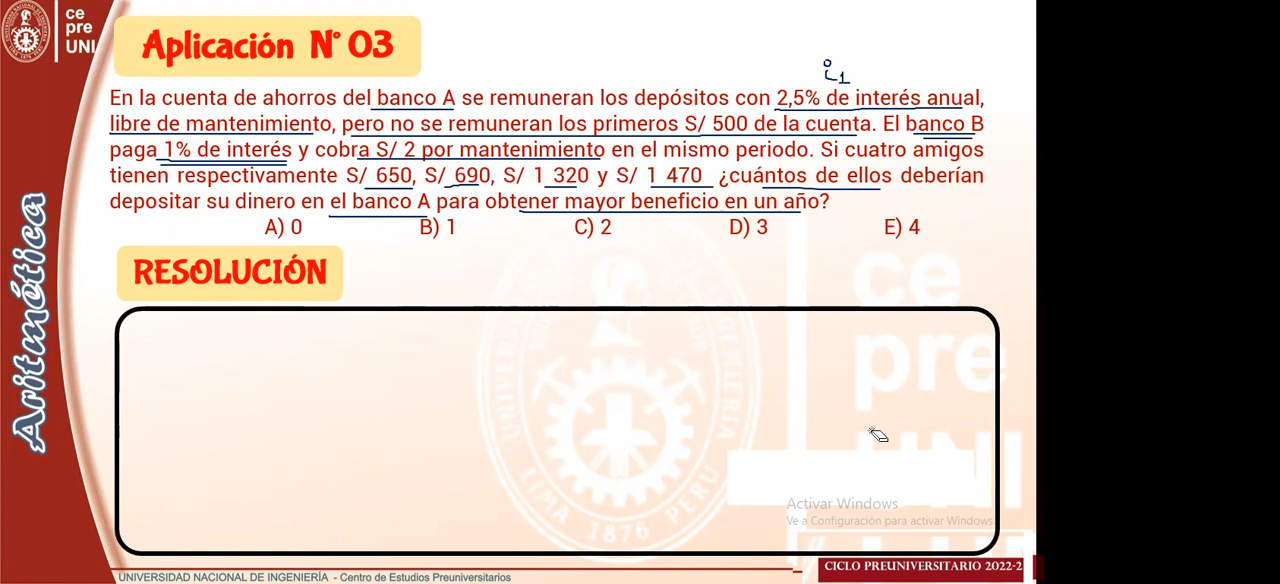 ce
pre
UNI
Aplicación N° 03
i1
En la cuenta de ahorros del banco A se remuneran los depósitos con 2,5% de interés anual,
libre de mantenimiento, pero no se remuneran los primeros S/ 500 de la cuenta. El banco B
paga 1% de interés y cobra S/ 2 por mantenimiento en el mismo periodo. Si cuatro amigos
tienen respectivamente S/ 650, S/ 690, S/ 1 320 y S/ 1 470 ¿cuántos de ellos deberían
depositar su dinero en el banco A para obtener mayor beneficio en un año?
A) 0 B) 1 C) 2 D) 3 E) 4
RESOLUCIÓN
Aritmética
ce
pre
LIMA PERU
1876
Activar Windows
Ve a Configuración para activar Windows.
CICLO PREUNIVERSITARIO 2022-2
UNIVERSIDAD NACIONAL DE INGENIERÍA - Centro de Estudios Preuniversitarios